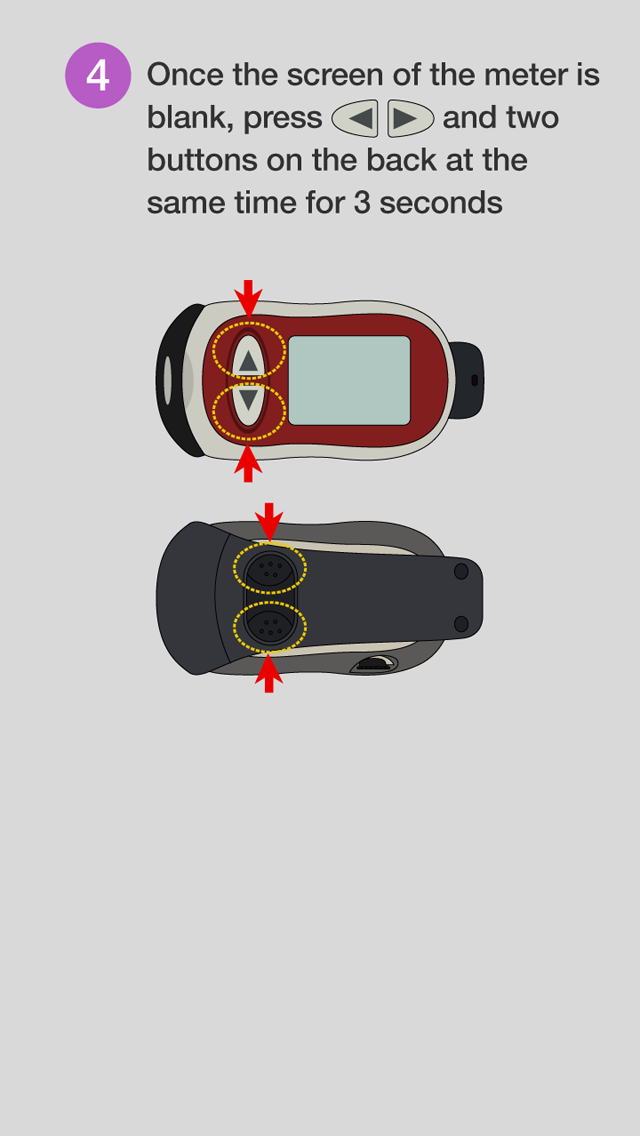 4
Once the screen of the meter is
blank, press ◀ ▶ and two
buttons on the back at the
same time for 3 seconds